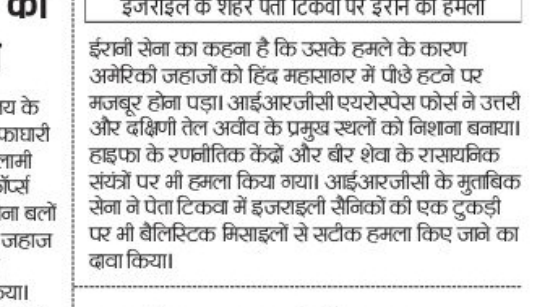 की
इजराइल के शहर पेता टिकवा पर ईरान का हमला
ईरानी सेना का कहना है कि उसके हमले के कारण
अमेरिकी जहाजों को हिंद महासागर में पीछे हटने पर
मजबूर होना पड़ा। आईआरजीसी एयरोस्पेस फोर्स ने उत्तरी
और दक्षिणी तेल अवीव के प्रमुख स्थलों को निशाना बनाया।
हाइफा के रणनीतिक केंद्रों और बीर शेवा के रासायनिक
संयंत्रों पर भी हमला किया गया। आईआरजीसी के मुताबिक
सेना ने पेता टिकवा में इजराइली सैनिकों की एक टुकड़ी
पर भी बैलिस्टिक मिसाइलों से सटीक हमला किए जाने का
दावा किया।
य के
लामी
ना बलों
जहाज